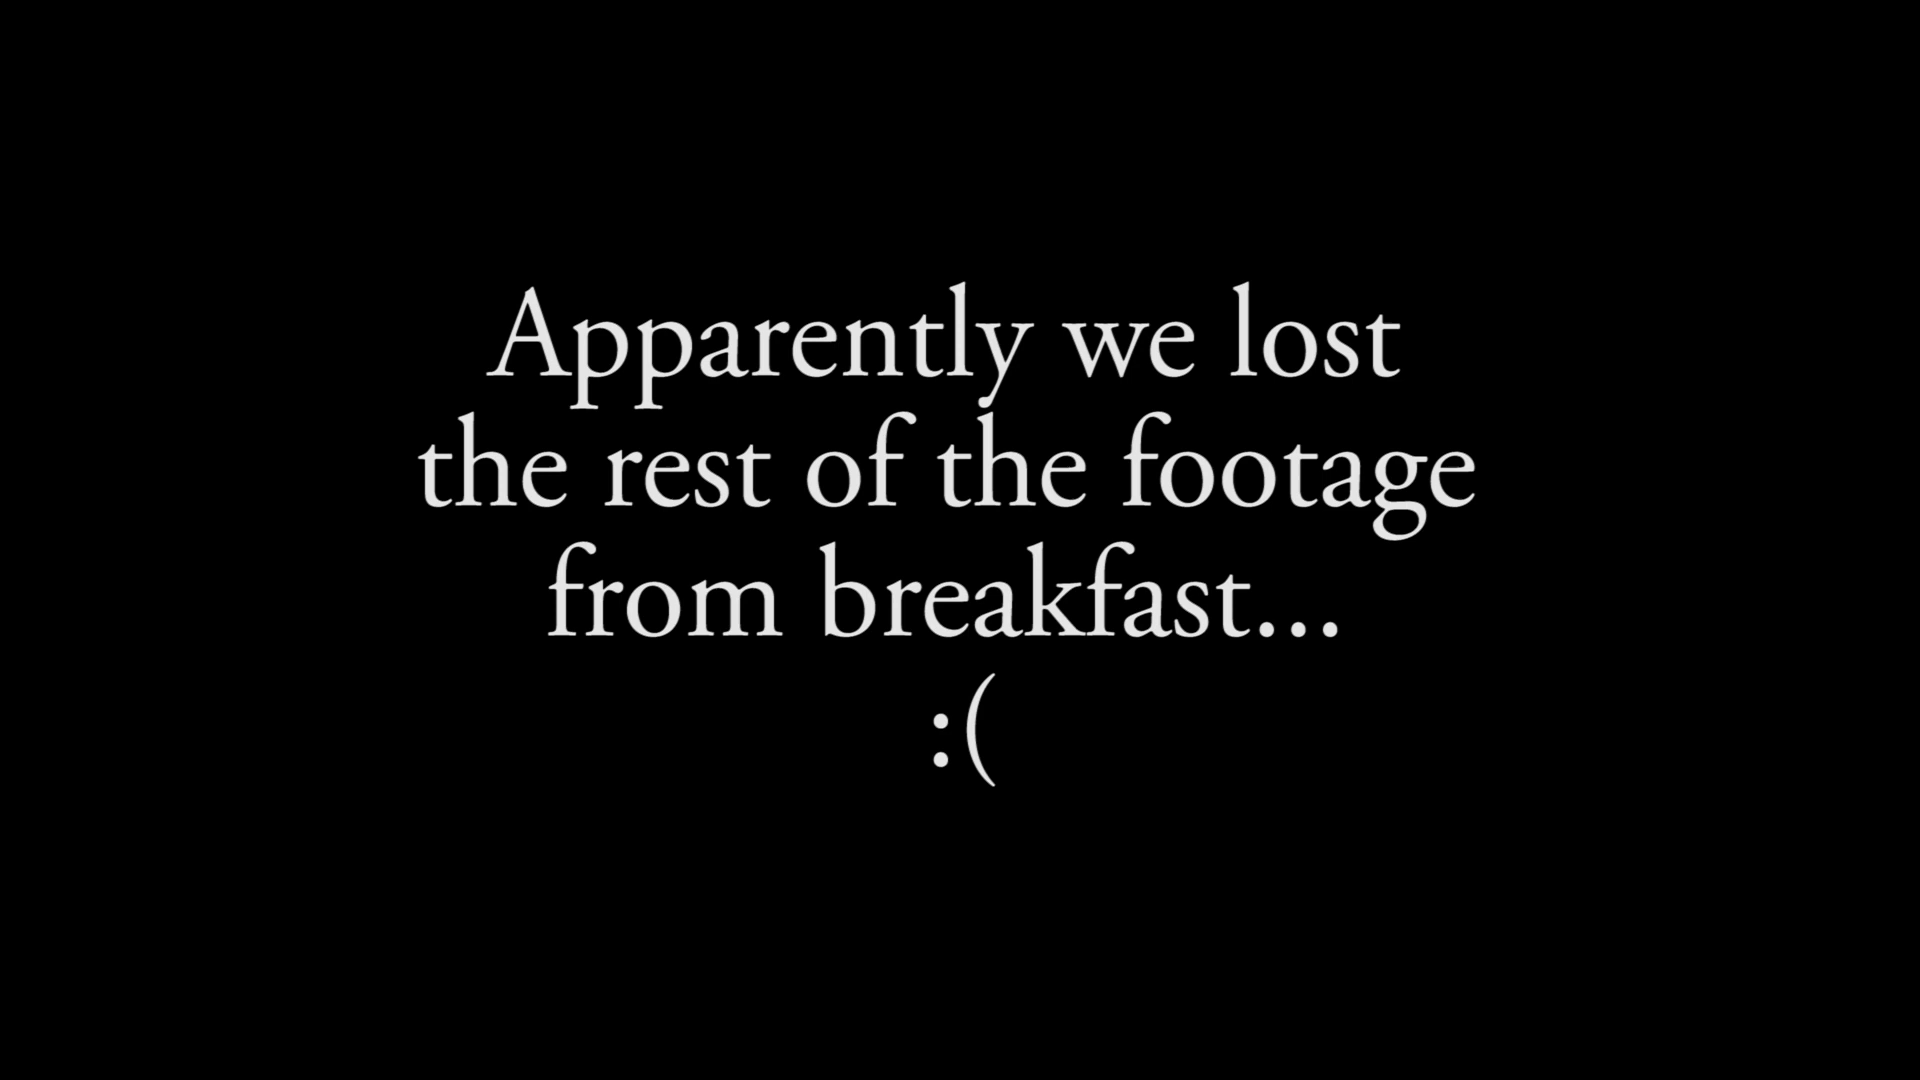 Apparently we lost
the rest of the footage
from breakfast...
:(